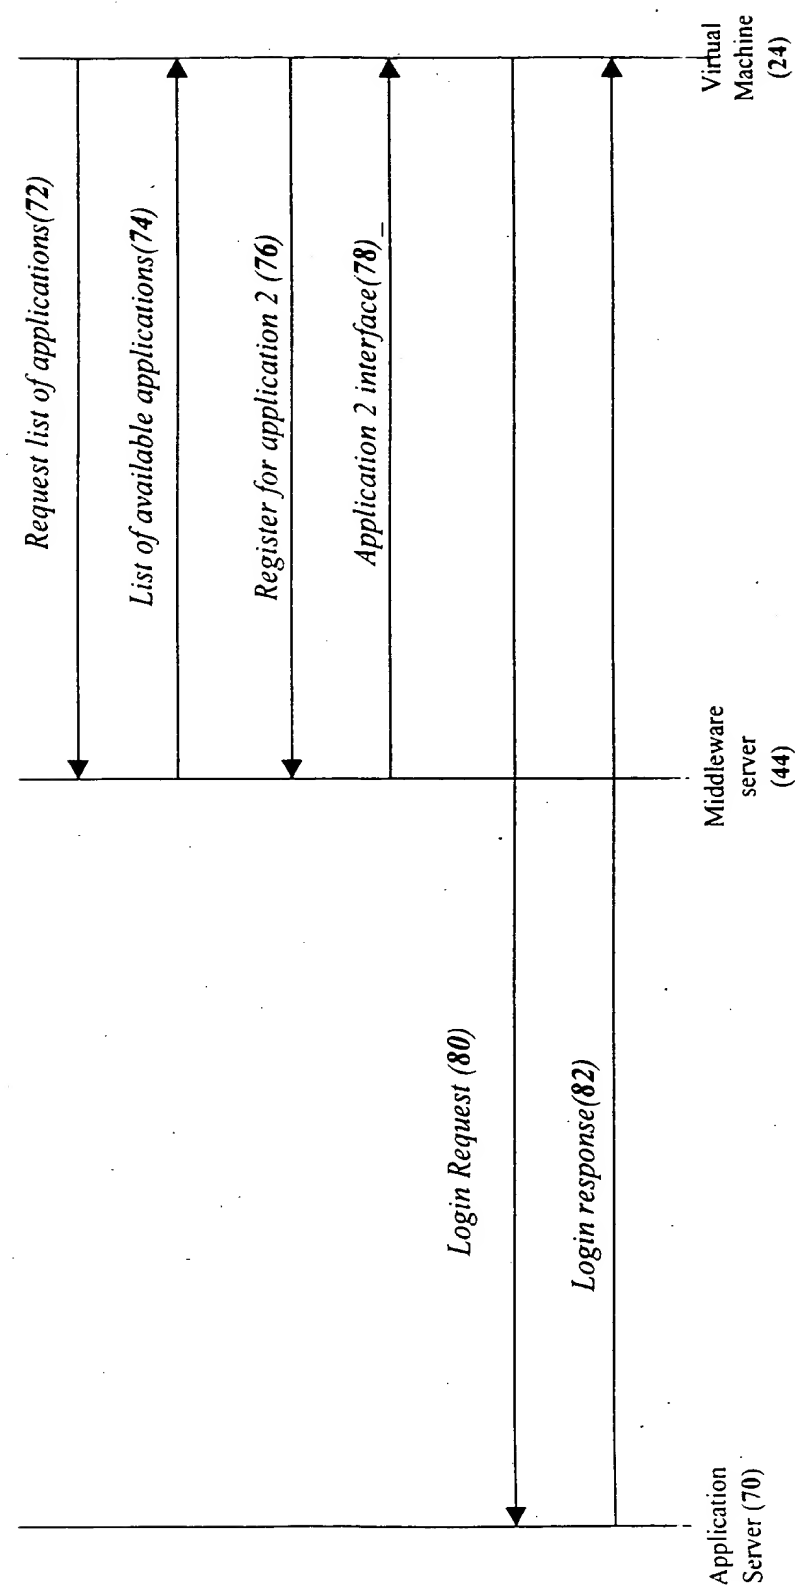 Request list of applications(72)
List of available applications(74)
Register for application 2 (76)
Application 2 interface(78)
Login Request (80)
Login response(82)
Application
Server (70)
Middleware
server
(44)
Virtual
Machine
(24)